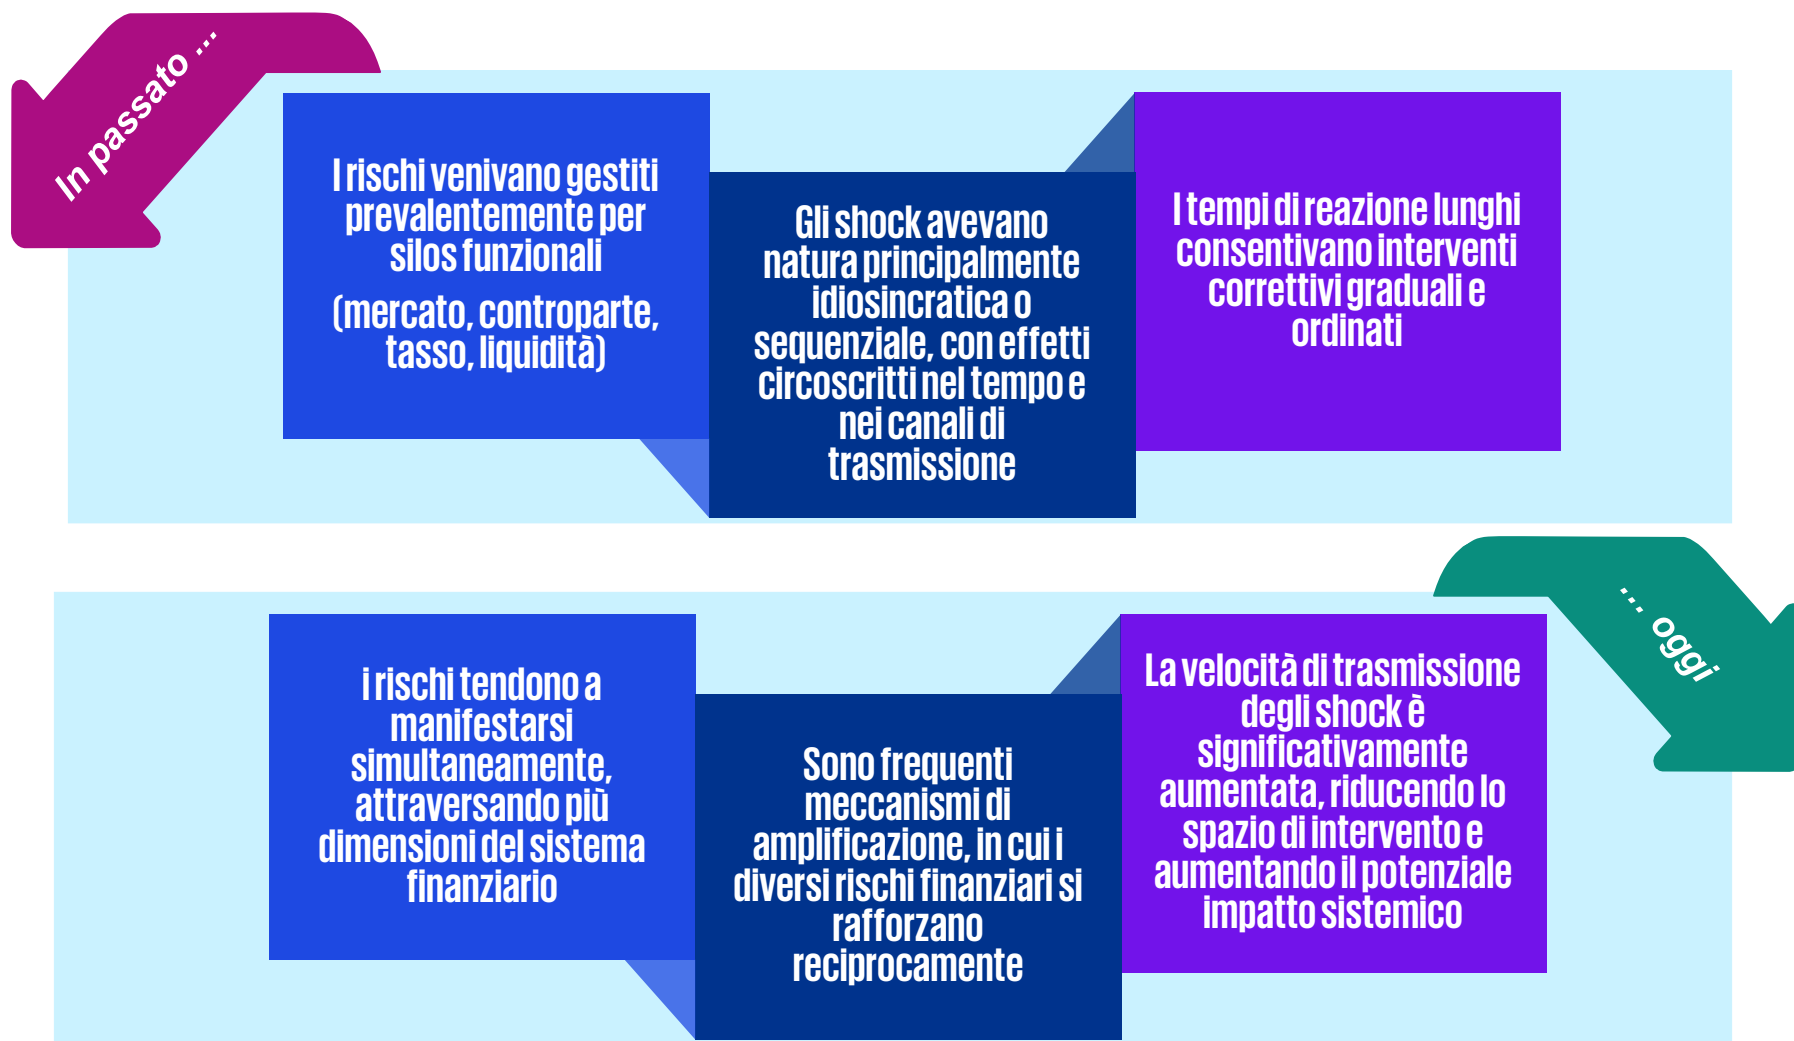 In passato ...
I rischi venivano gestiti
prevalentemente per
silos funzionali
(mercato, controparte,
tasso, liquidità)
Gli shock avevano
natura principalmente
idiosincratica o
sequenziale, con effetti
circoscritti nel tempo e
nei canali di
trasmissione
I tempi di reazione lunghi
consentivano interventi
correttivi graduali e
ordinati
... oggi
i rischi tendono a
manifestarsi
simultaneamente,
attraversando più
dimensioni del sistema
finanziario
Sono frequenti
meccanismi di
amplificazione, in cui i
diversi rischi finanziari si
rafforzano
reciprocamente
La velocità di trasmissione
degli shock è
significativamente
aumentata, riducendo lo
spazio di intervento e
aumentando il potenziale
impatto sistemico